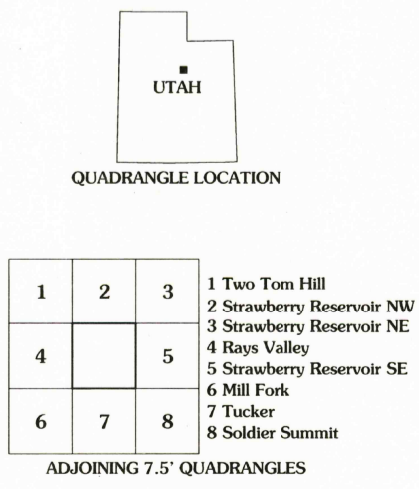 UTAH
QUADRANGLE LOCATION
1 2 3
4 5
6 7 8
1 Two Tom Hill
2 Strawberry Reservoir NW
3 Strawberry Reservoir NE
4 Rays Valley
5 Strawberry Reservoir SE
6 Mill Fork
7 Tucker
8 Soldier Summit
ADJOINING 7.5' QUADRANGLES